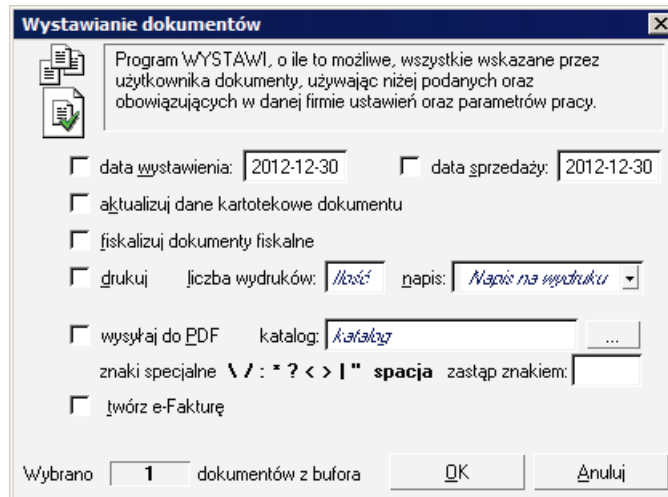 Wystawianie dokumentów
Program WYSTAWI, o ile to możliwe, wszystkie wskazane przez
użytkownika dokumenty, używając niżej podanych oraz
obowiązujących w danej firmie ustawień oraz parametrów pracy.
data wystawienia: 2012-12-30 data sprzedaży: 2012-12-30
aktualizuj dane kartotekowe dokumentu
fiskalizuj dokumenty fiskalne
drukuj liczba wydruków: Ilość napis: Napis na wydruku
wysyłaj do PDF katalog: katalog ...
znaki specjalne \ / : * ? < > | " spacja zastąp znakiem:
twórz e-Fakturę
Wybrano 1 dokumentów z bufora OK Anuluj